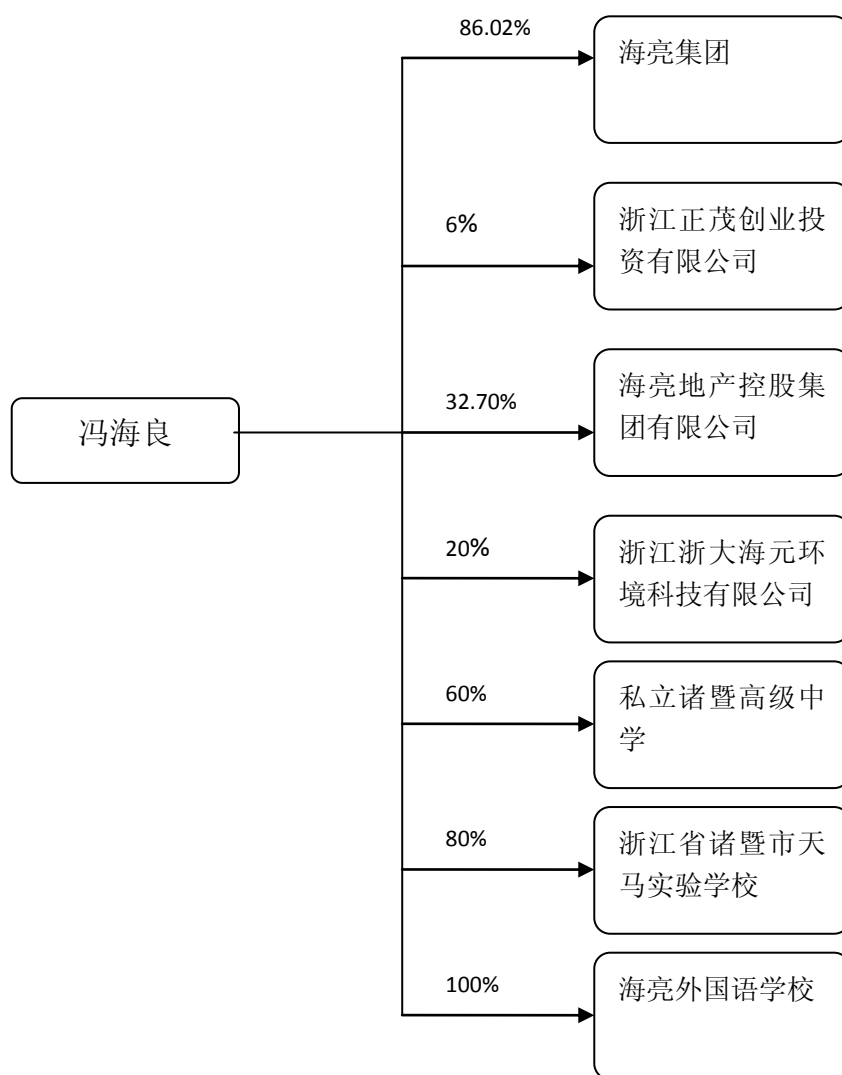 86.02%
海亮集团
6%
浙江正茂创业投
资有限公司
32.70%
海亮地产控股集
团有限公司
冯海良
20%
浙江浙大海元环
境科技有限公司
60%
私立诸暨高级中
学
80%
浙江省诸暨市天
马实验学校
100%
海亮外国语学校